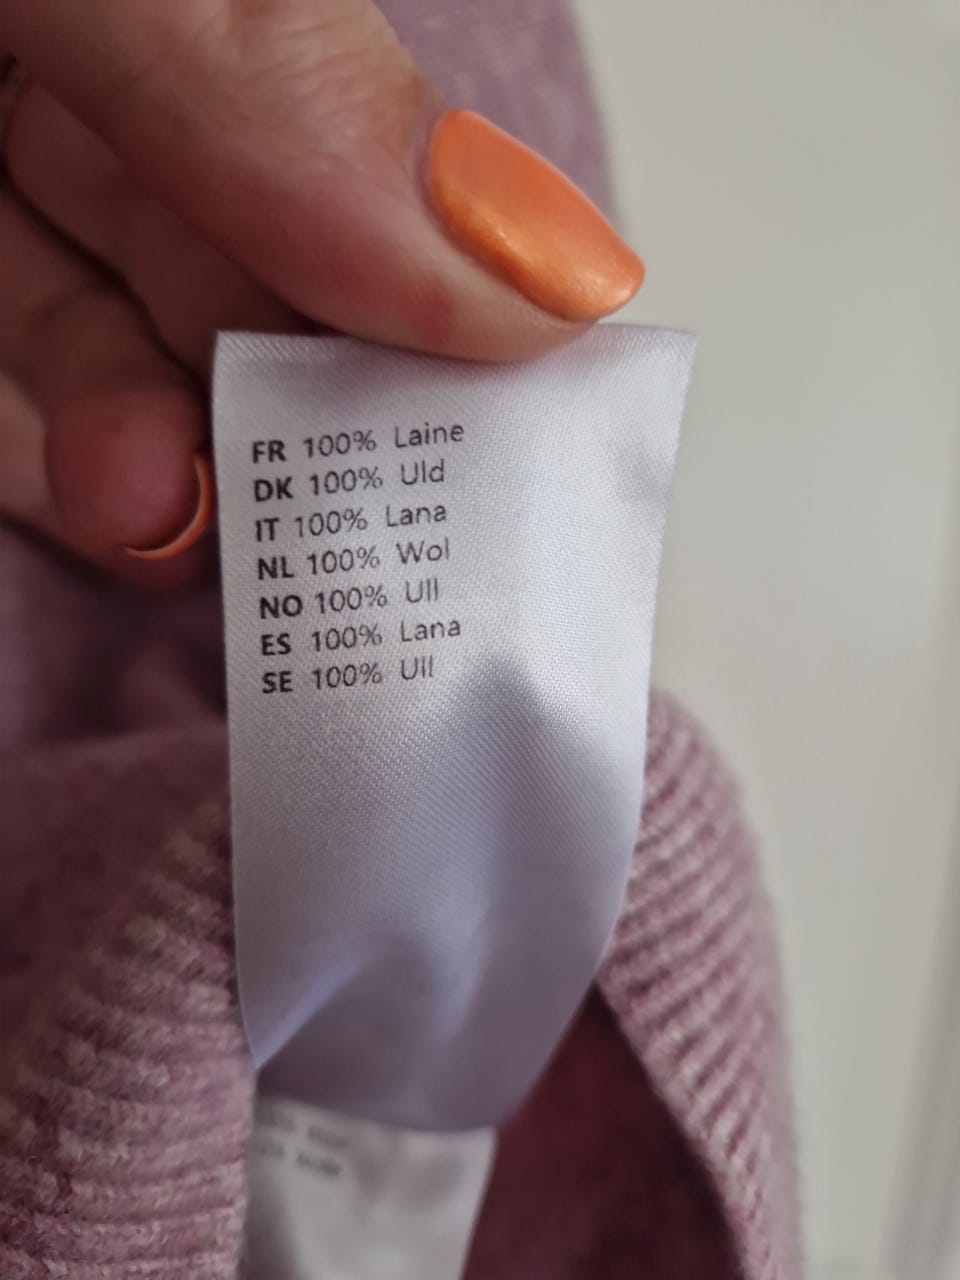 FR 100% Laine
DK 100% Uld
IT 100% Lana
NL 100% Wol
NO 100% Ull
ES 100% Lana
SE 100% Ull